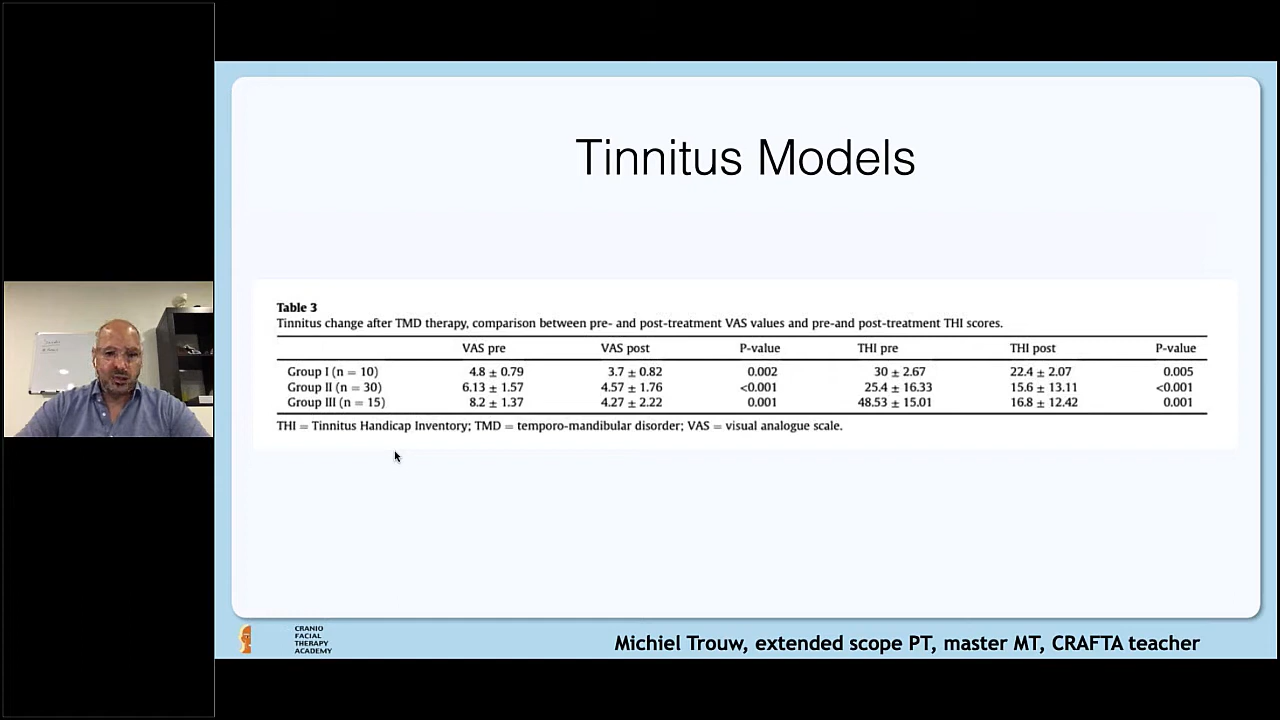 Tinnitus Models
Table 3
Tinnitus change after TMD therapy, comparison between pre- and post-treatment VAS values and pre-and post-treatment THI scores.
VAS pre VAS post P-value THI pre THI post P-value
Group I (n = 10) 4.8 ± 0.79 3.7 ± 0.82 0.002 30 ± 2.67 22.4 ± 2.07 0.005
Group II (n = 30) 6.13 ± 1.57 4.57 ± 1.76 <0.001 25.4 ± 16.33 15.6 ± 13.11 <0.001
Group III (n = 15) 8.2 ± 1.37 4.27 ± 2.22 0.001 48.53 ± 15.01 16.8 ± 12.42 0.001
THI = Tinnitus Handicap Inventory; TMD = temporo-mandibular disorder; VAS = visual analogue scale.
CRANIO
FACIAL
THERAPY
ACADEMY
Michiel Trouw, extended scope PT, master MT, CRAFTA teacher